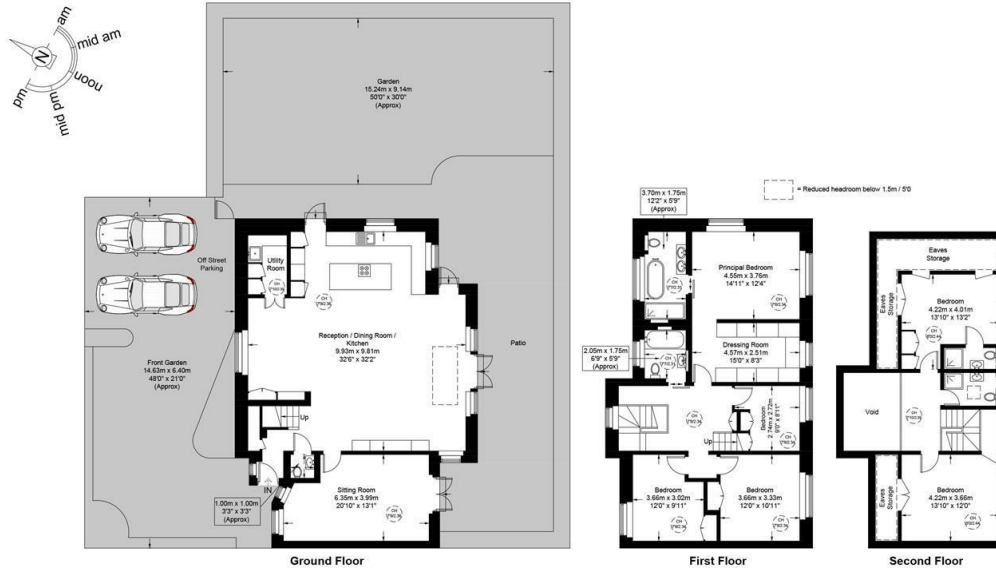 am
mid am
noon
mid pm
pm
N
Garden
15.24m x 9.14m
50'0" x 30'0"
(Approx)
Off Street
Parking
Utility
Room
Reception / Dining Room /
Kitchen
9.93m x 9.81m
32'6" x 32'2"
Patio
Front Garden
14.63m x 6.40m
48'0" x 21'0"
(Approx)
Up
IN
1.00m x 1.00m
3'3" x 3'3"
(Approx)
Sitting Room
6.35m x 3.99m
20'10" x 13'1"
Ground Floor
= Reduced headroom below 1.5m / 5'0
3.70m x 1.75m
12'2" x 5'9"
(Approx)
Principal Bedroom
4.55m x 3.76m
14'11" x 12'4"
2.05m x 1.75m
6'9" x 5'9"
(Approx)
Dressing Room
4.57m x 2.51m
15'0" x 8'3"
Bedroom
2.74m x 2.72m
9'0" x 8'11"
Up
Bedroom
3.66m x 3.02m
12'0" x 9'11"
Bedroom
3.66m x 3.33m
12'0" x 10'11"
First Floor
Eaves
Storage
Eaves
Storage
Bedroom
4.22m x 4.01m
13'10" x 13'2"
Void
Eaves
Storage
Bedroom
4.22m x 3.66m
13'10" x 12'0"
Second Floor